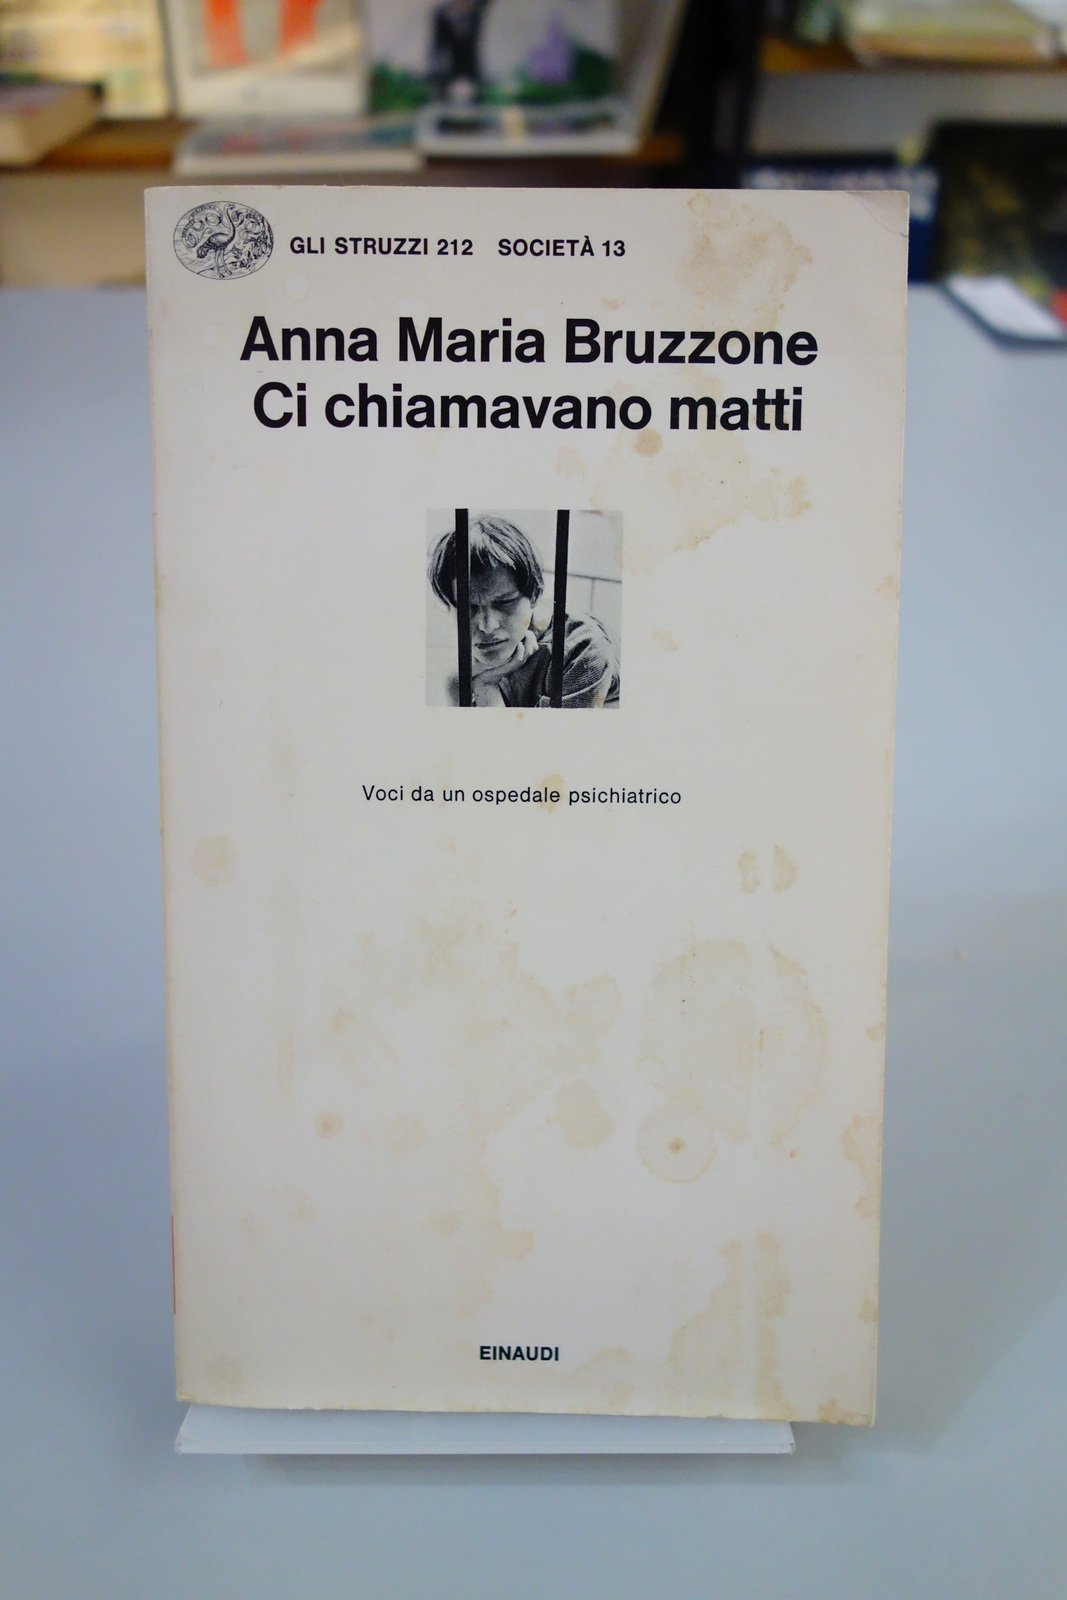 GLI STRUZZI 212 SOCIETÀ 13
Anna Maria Bruzzone
Ci chiamavano matti
Voci da un ospedale psichiatrico
EINAUDI